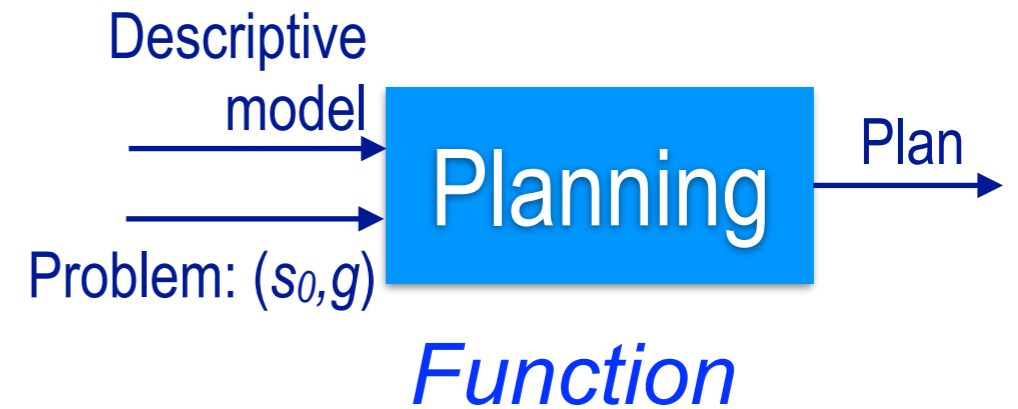 Descriptive
model
Planning
Plan
Problem: (s₀,g)
Function